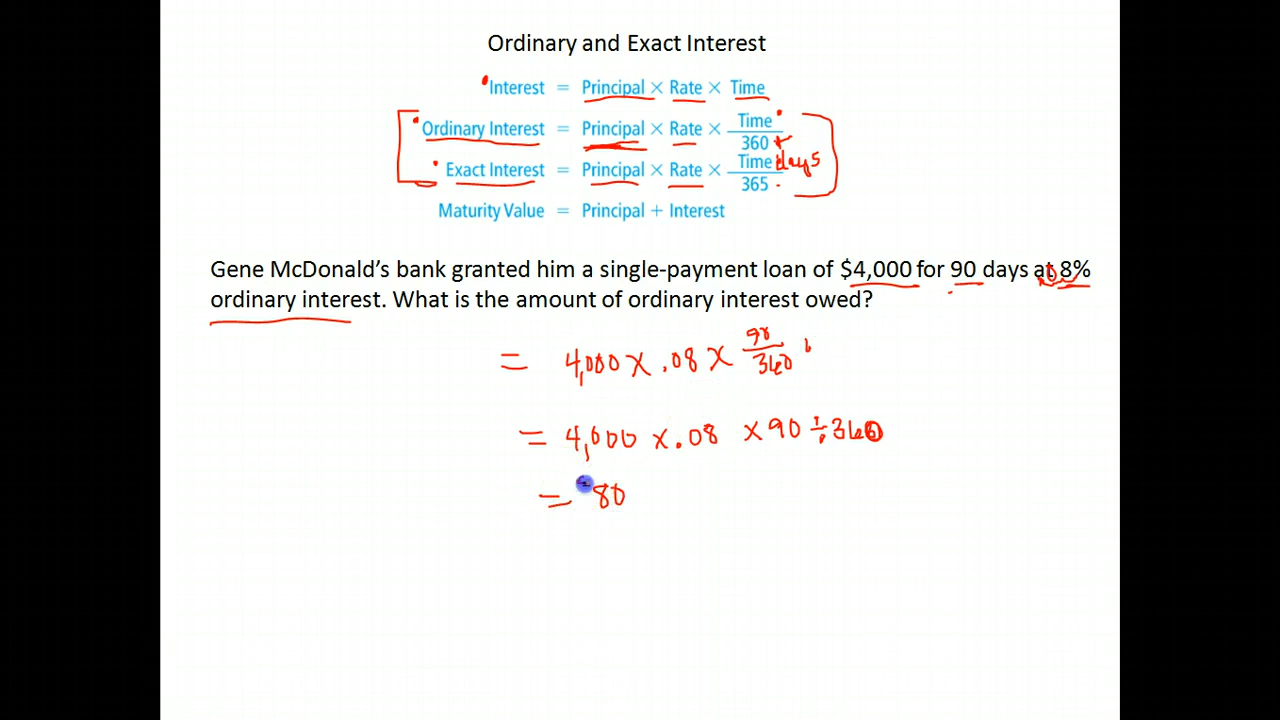 Ordinary and Exact Interest
Interest = Principal × Rate × Time
Ordinary Interest = Principal × Rate × Time / 360
Exact Interest = Principal × Rate × Time / 365 days
Maturity Value = Principal + Interest
Gene McDonald's bank granted him a single-payment loan of $4,000 for 90 days at 8%
ordinary interest. What is the amount of ordinary interest owed?
= 4,000 x .08 x 90 / 360
= 4,000 x .08 x 90 ÷ 360
= 80